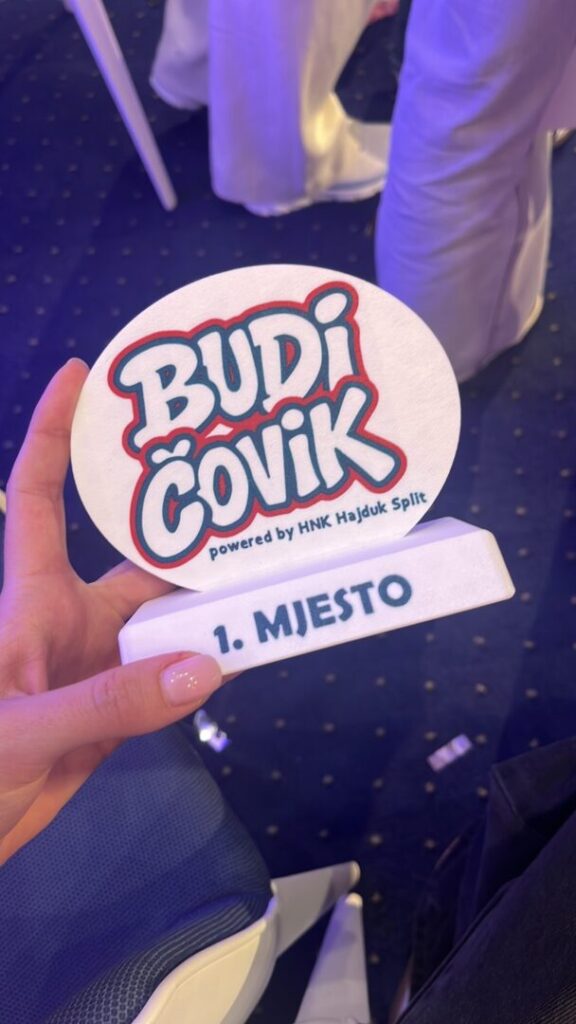 BUDi
ČOViK
powered by HNK Hajduk Split
1. MJESTO